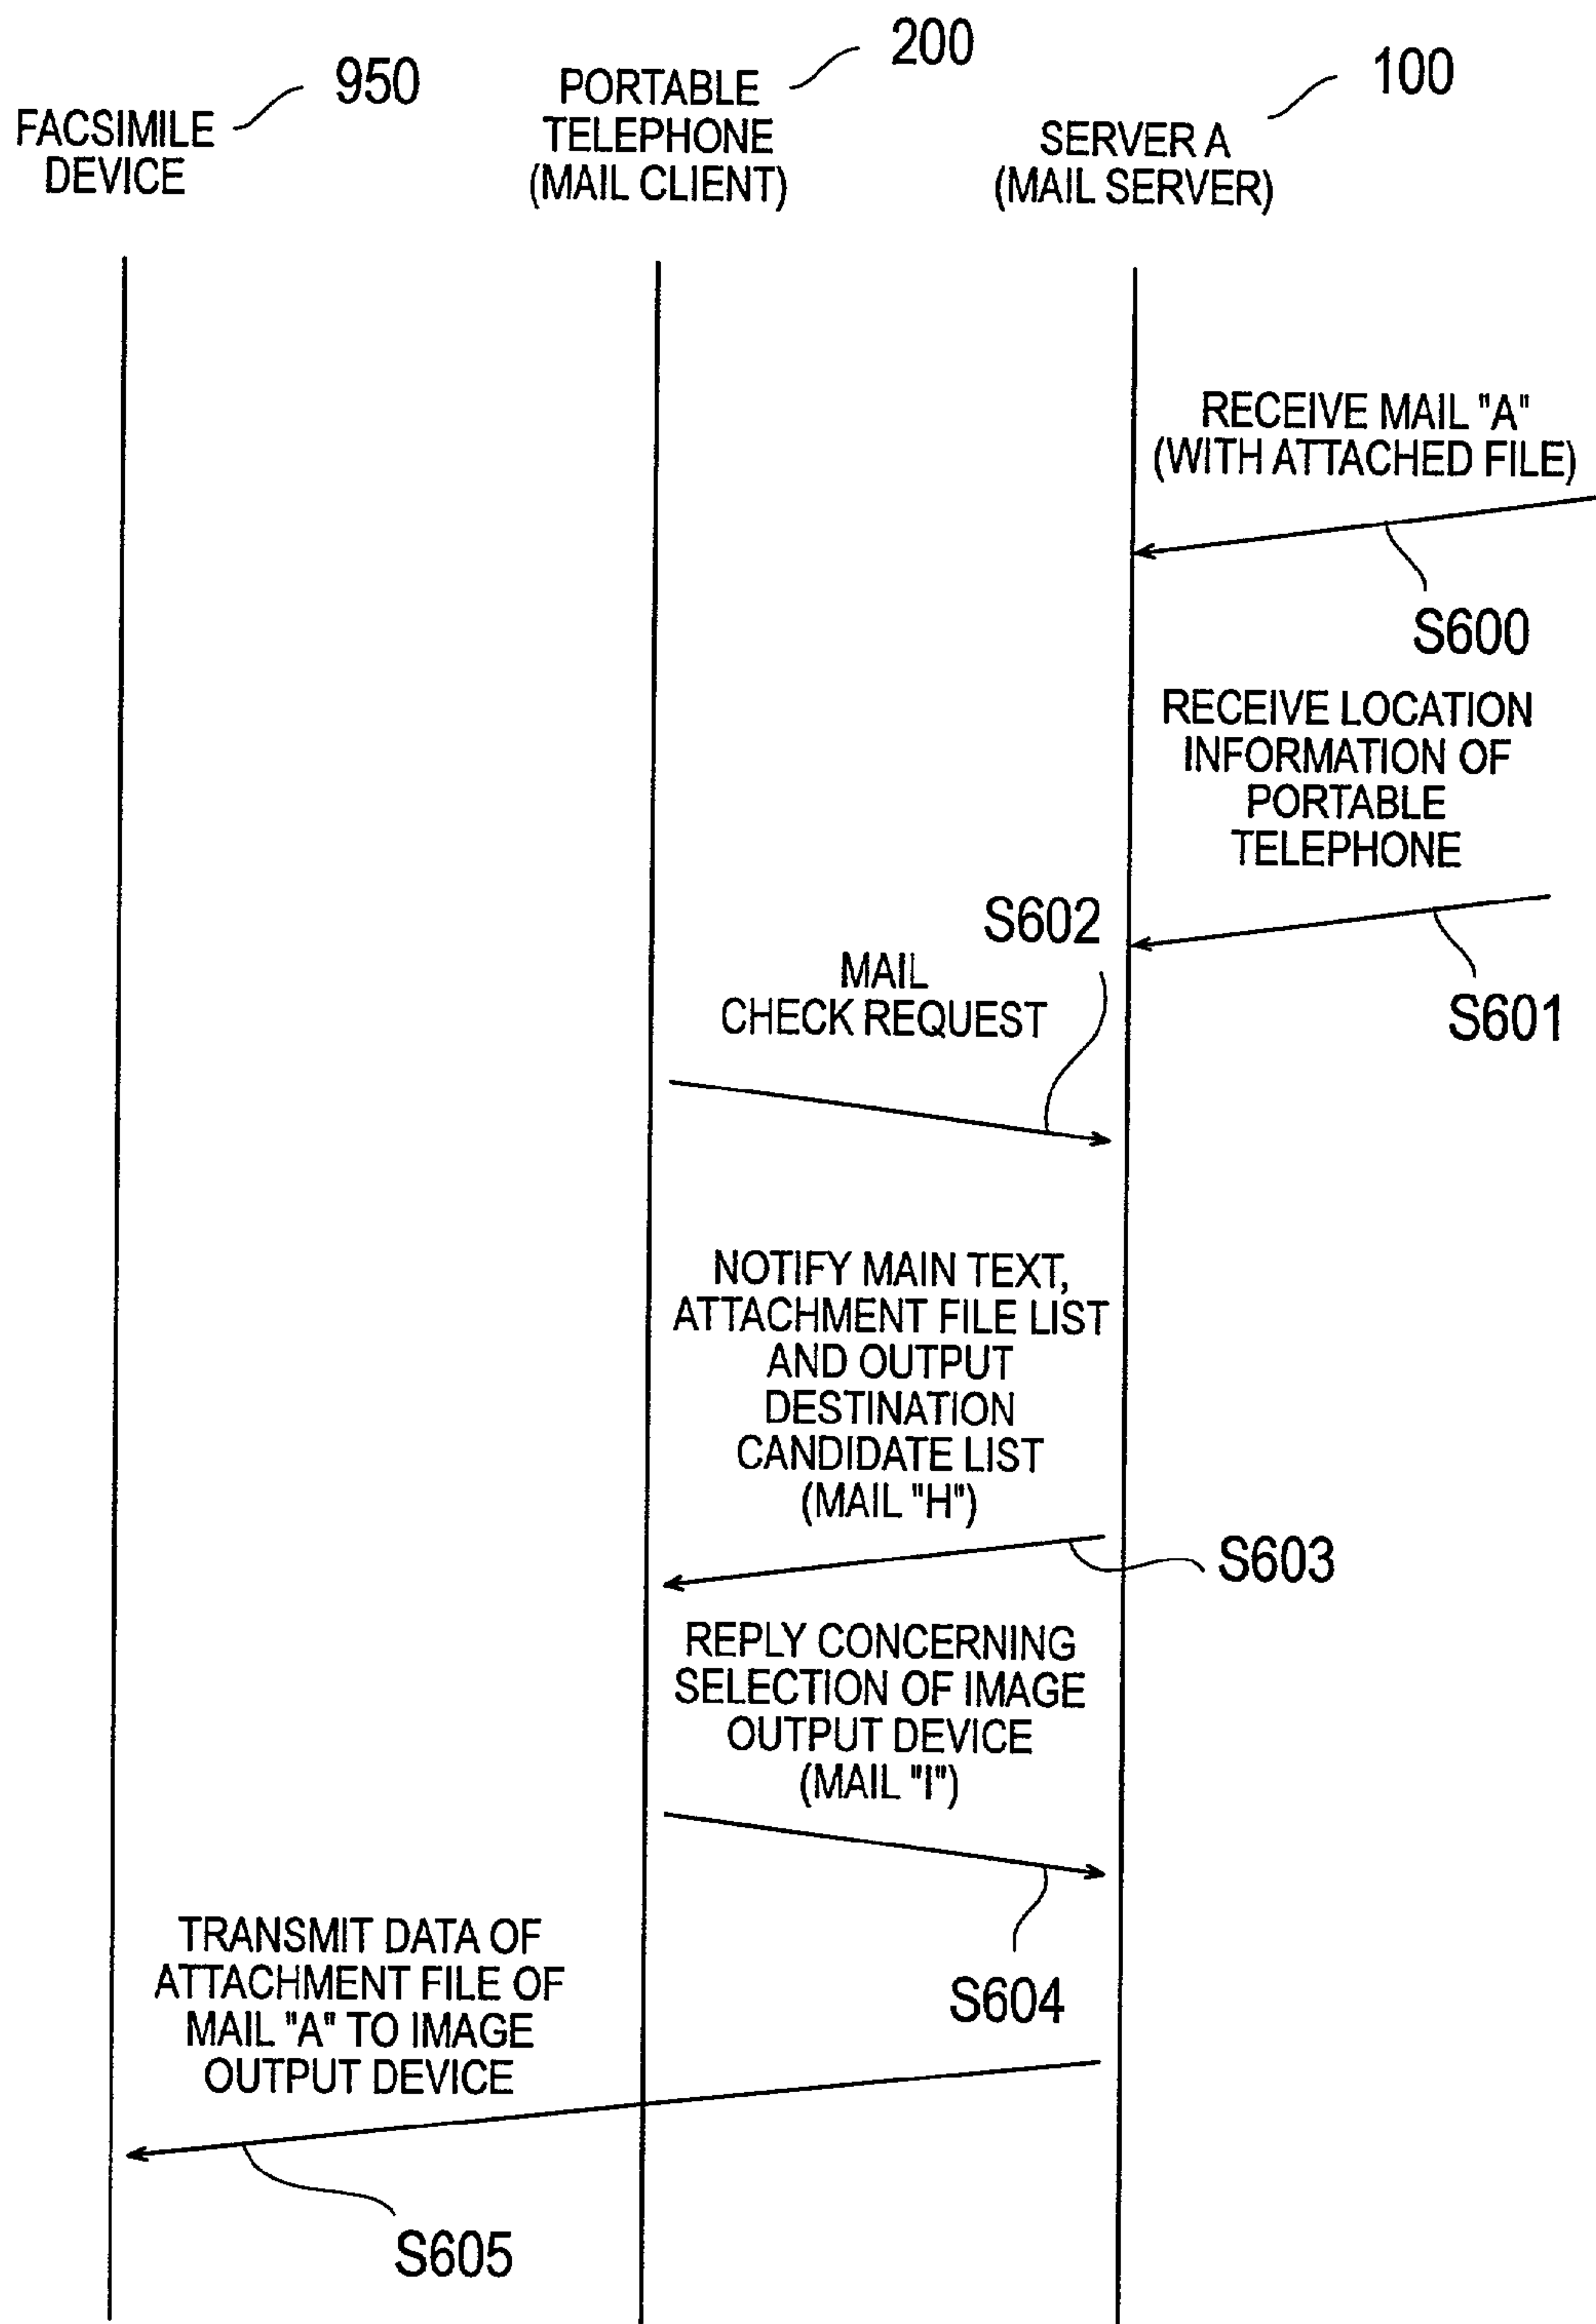 950
FACSIMILE
DEVICE
200
PORTABLE
TELEPHONE
(MAIL CLIENT)
100
SERVER A
(MAIL SERVER)
RECEIVE MAIL "A"
(WITH ATTACHED FILE)
S600
RECEIVE LOCATION
INFORMATION OF
PORTABLE
TELEPHONE
S601
S602
MAIL
CHECK REQUEST
NOTIFY MAIN TEXT,
ATTACHMENT FILE LIST
AND OUTPUT
DESTINATION
CANDIDATE LIST
(MAIL "H")
S603
REPLY CONCERNING
SELECTION OF IMAGE
OUTPUT DEVICE
(MAIL "I")
S604
TRANSMIT DATA OF
ATTACHMENT FILE OF
MAIL "A" TO IMAGE
OUTPUT DEVICE
S605